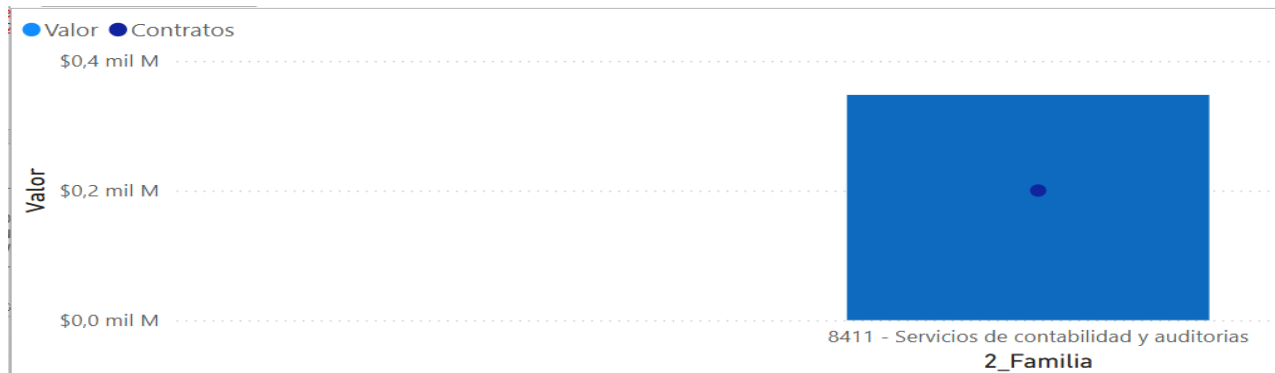 Valor Contratos
$0,4 mil M
Valor
$0,2 mil M
$0,0 mil M
8411 - Servicios de contabilidad y auditorias
2_Familia